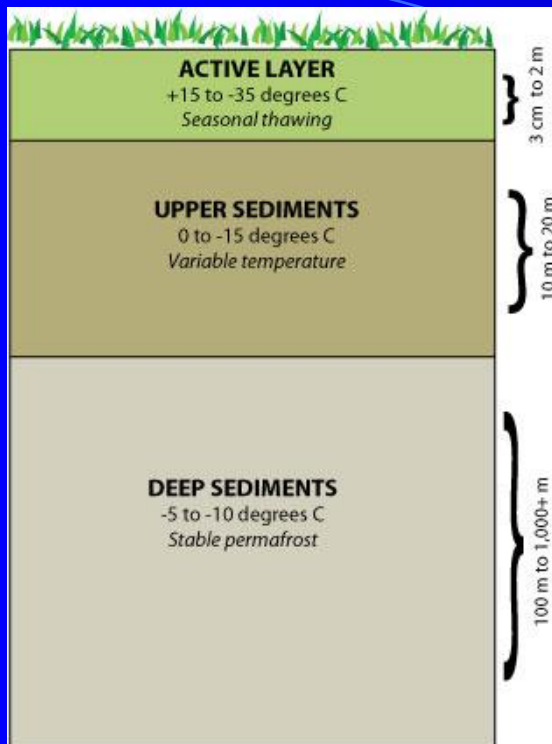 ACTIVE LAYER
+15 to -35 degrees C
Seasonal thawing
3 cm to 2 m
UPPER SEDIMENTS
0 to -15 degrees C
Variable temperature
10 m to 20 m
DEEP SEDIMENTS
-5 to -10 degrees C
Stable permafrost
100 m to 1,000+ m